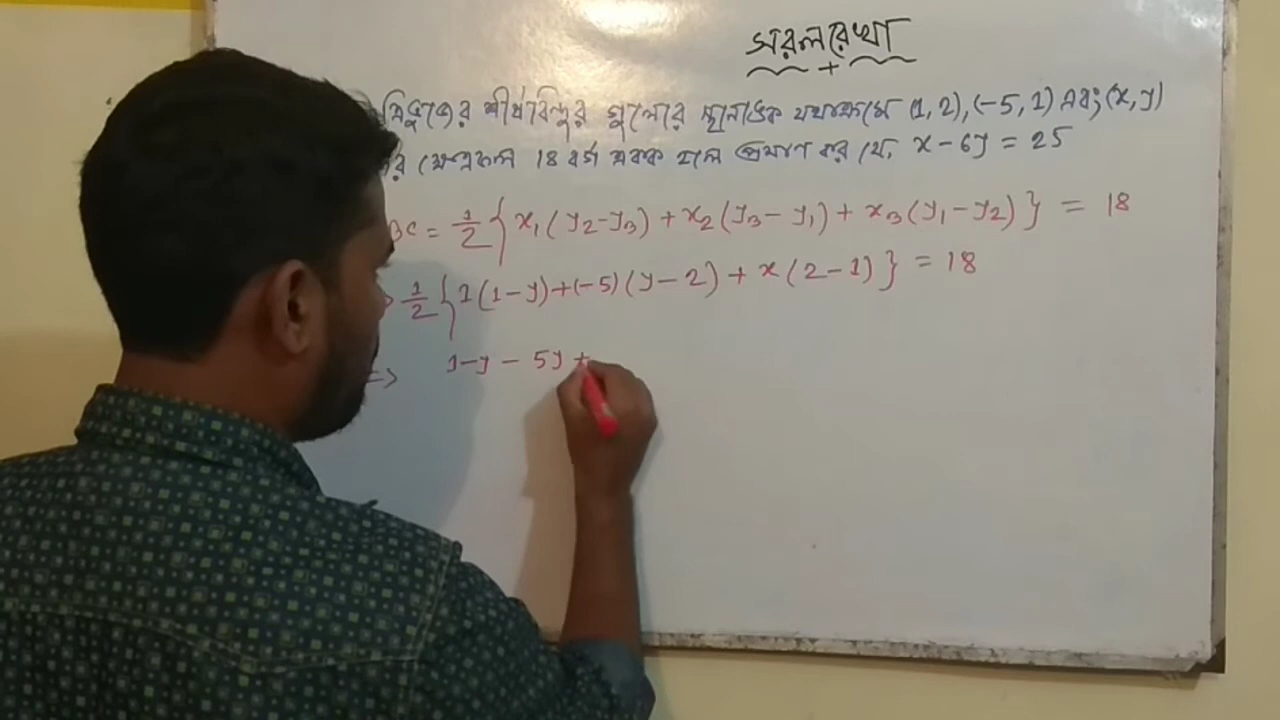 সরলরেখা
ত্রিভুজের শীর্ষবিন্দুর গুলোর স্থানাঙ্ক যথাক্রমে (1, 2), (-5, 1) এবং (x, y)
ক্ষেত্রফল 18 বর্গ একক হলে প্রমাণ কর যে, x - 6y = 25
BC = 1/2 { x₁ (y₂ - y₃) + x₂ (y₃ - y₁) + x₃ (y₁ - y₂) } = 18
=> 1/2 { 1 (1 - y) + (-5) (y - 2) + x (2 - 1) } = 18
=> 1 - y - 5y +